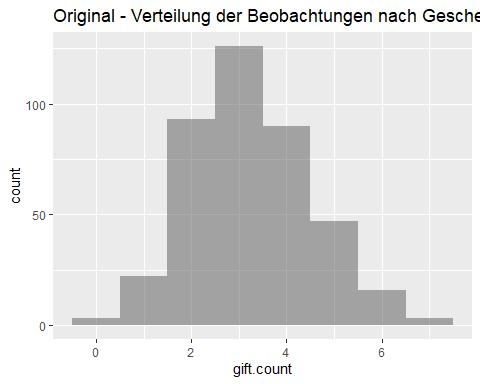 Original - Verteilung der Beobachtungen nach Gesche
100
50
0
count
0 2 4 6
gift.count